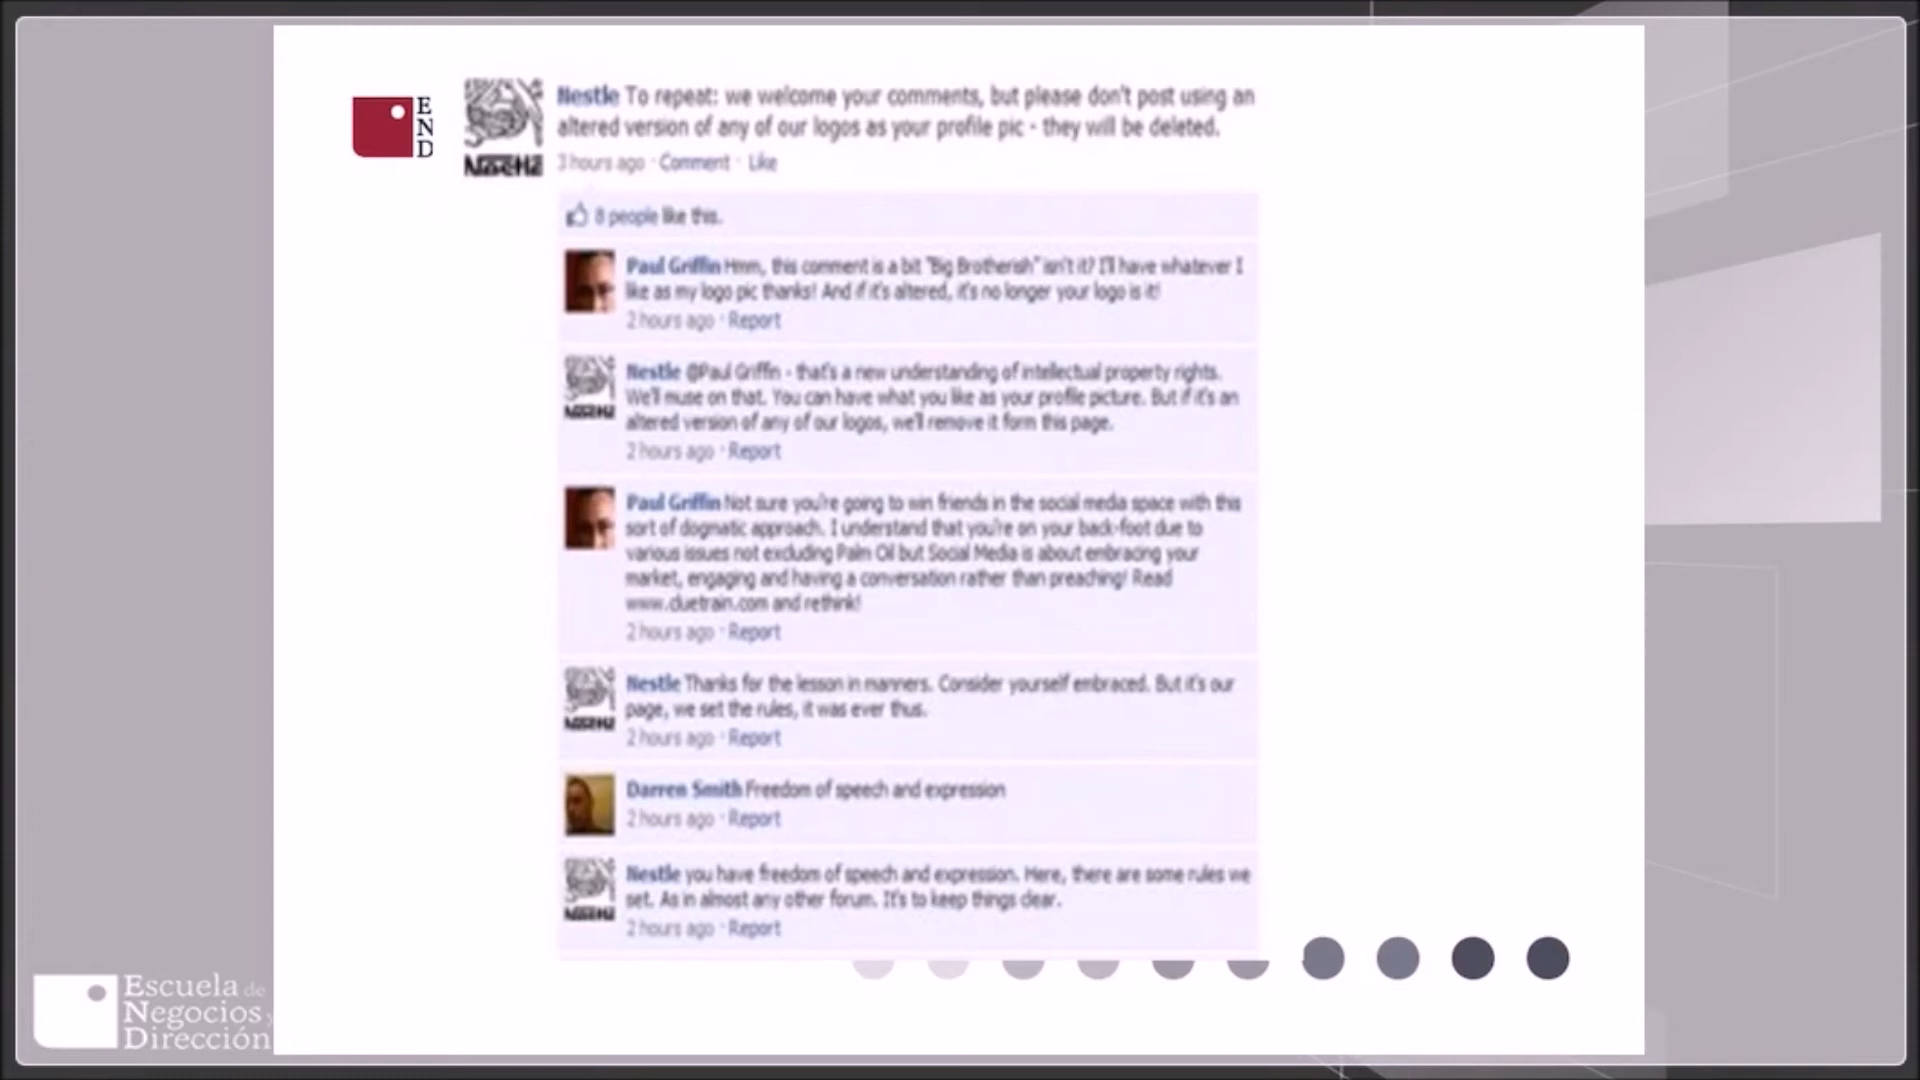 E
N
D
Nestlé
Nestle To repeat: we welcome your comments, but please don't post using an
altered version of any of our logos as your profile pic - they will be deleted.
3 hours ago · Comment · Like
8 people like this.
Paul Griffin Hmm, this comment is a bit "Big Brotherish" isn't it? I'll have whatever I
like as my logo pic thanks! And if it's altered, it's no longer your logo is it!
2 hours ago · Report
Nestle @Paul Griffin - that's a new understanding of intellectual property rights.
We'll muse on that. You can have what you like as your profile picture. But if it's an
altered version of any of our logos, we'll remove it form this page.
2 hours ago · Report
Paul Griffin Not sure you're going to win friends in the social media space with this
sort of dogmatic approach. I understand that you're on your back-foot due to
various issues not excluding Palm Oil but Social Media is about embracing your
market, engaging and having a conversation rather than preaching! Read
www.cluetrain.com and rethink!
2 hours ago · Report
Nestle Thanks for the lesson in manners. Consider yourself embraced. But it's our
page, we set the rules, it was ever thus.
2 hours ago · Report
Darren Smith Freedom of speech and expression
2 hours ago · Report
Nestle you have freedom of speech and expression. Here, there are some rules we
set. As in almost any other forum. It's to keep things clear.
2 hours ago · Report
Escuela de
Negocios y
Dirección